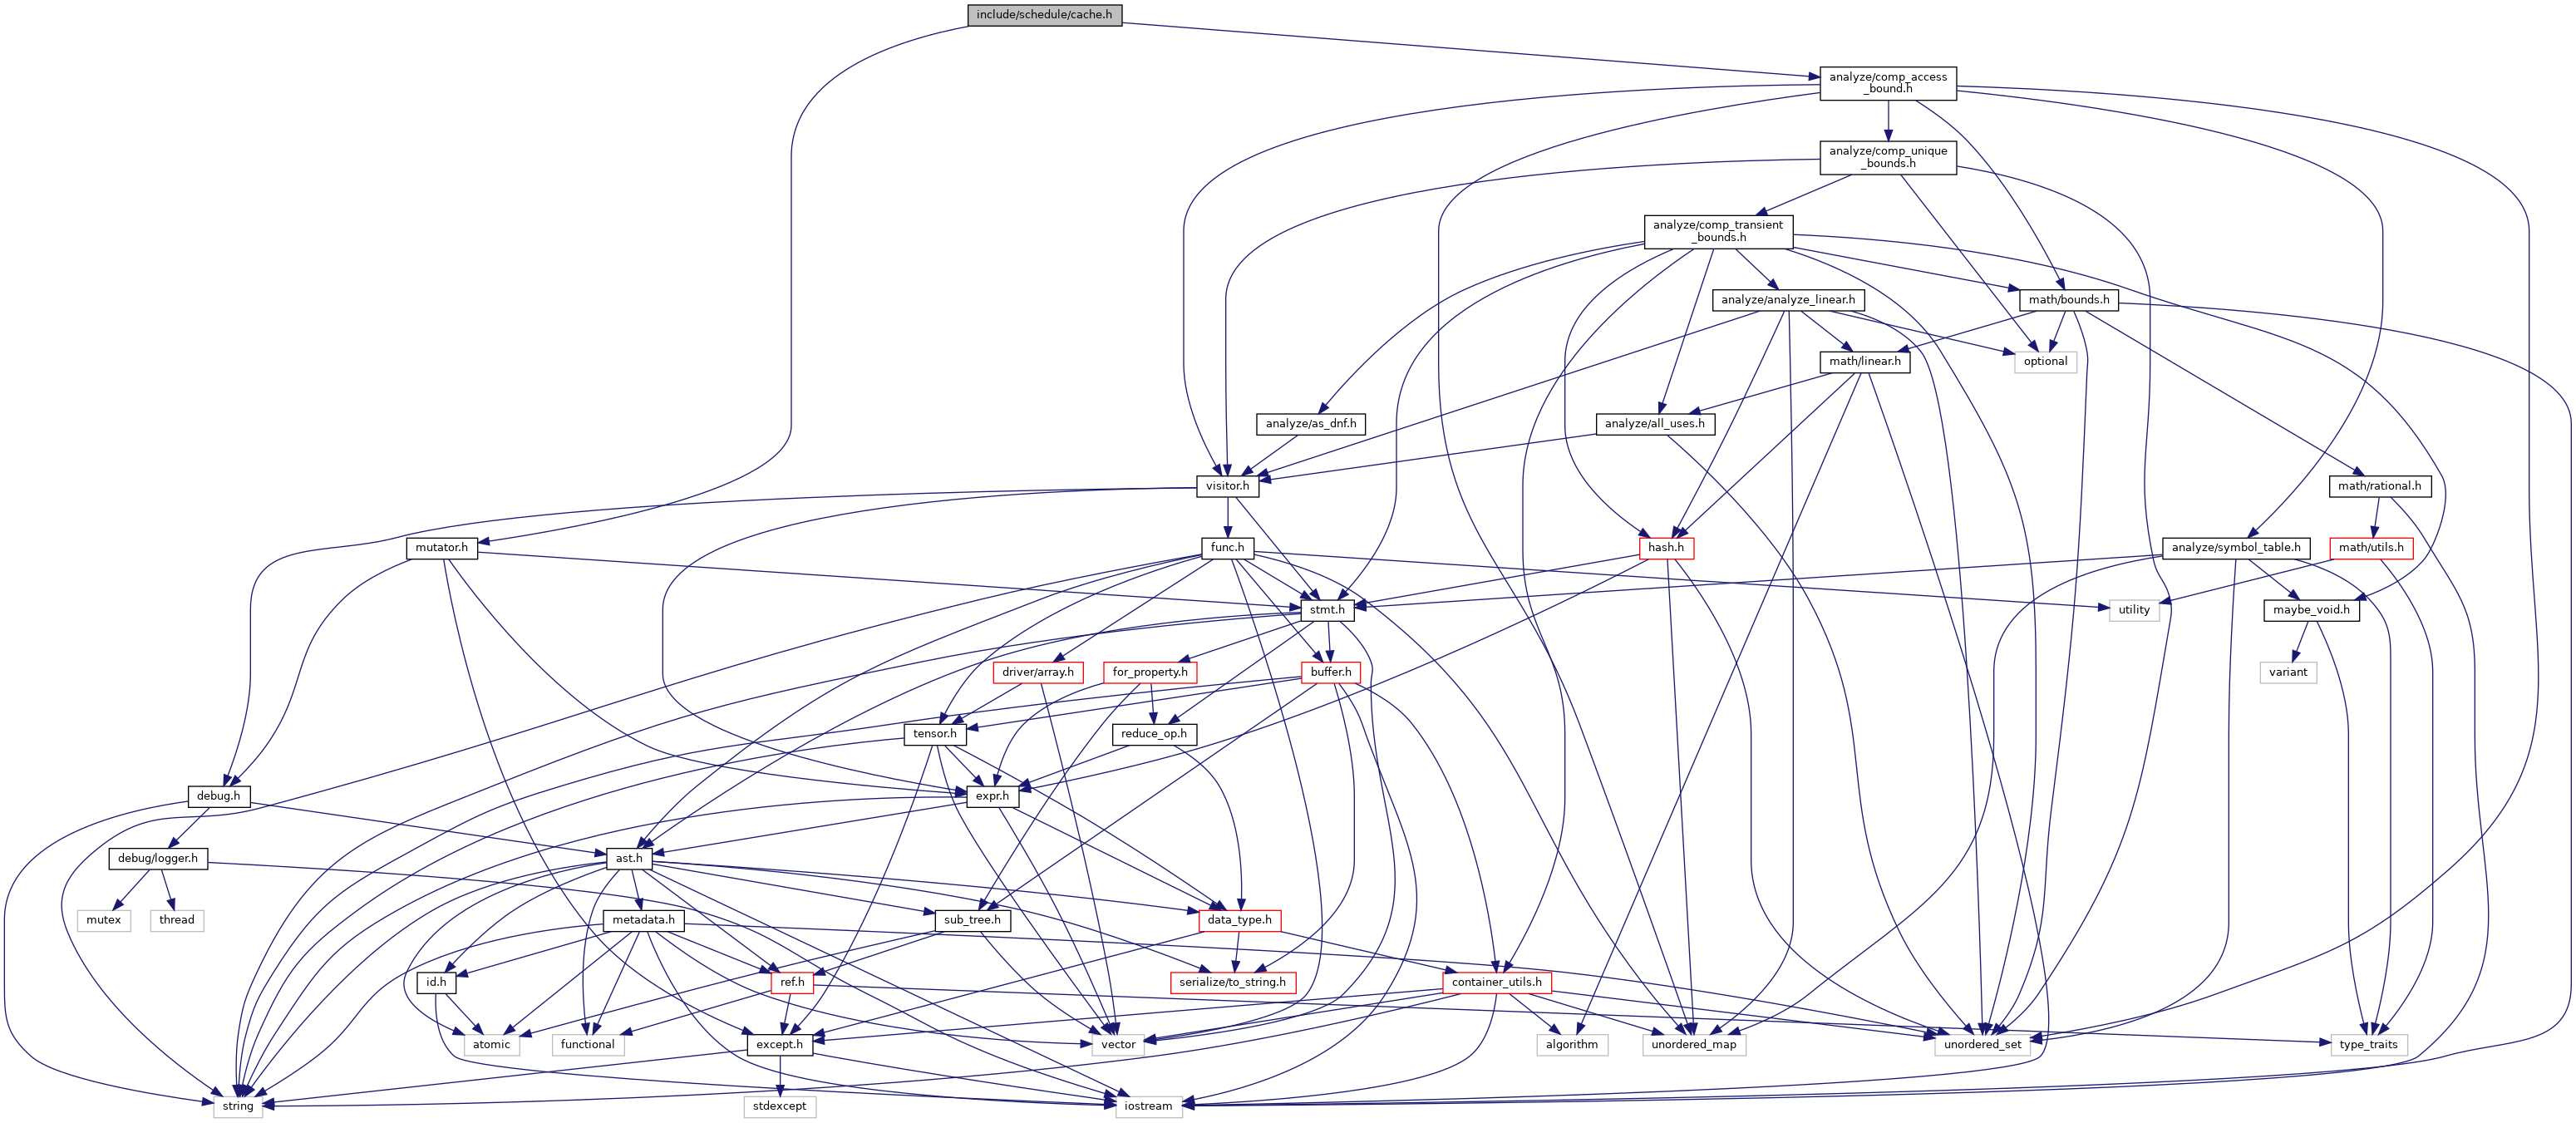 include/schedule/cache.h
analyze/comp_access
_bound.h
analyze/comp_unique
_bounds.h
analyze/comp_transient
_bounds.h
analyze/analyze_linear.h
math/bounds.h
math/linear.h
optional
analyze/as_dnf.h
analyze/all_uses.h
visitor.h
math/rational.h
mutator.h
func.h
hash.h
analyze/symbol_table.h
math/utils.h
stmt.h
utility
maybe_void.h
driver/array.h
for_property.h
buffer.h
variant
tensor.h
reduce_op.h
debug.h
expr.h
debug/logger.h
ast.h
mutex
thread
metadata.h
sub_tree.h
data_type.h
id.h
ref.h
serialize/to_string.h
container_utils.h
atomic
functional
except.h
vector
algorithm
unordered_map
unordered_set
type_traits
string
stdexcept
iostream